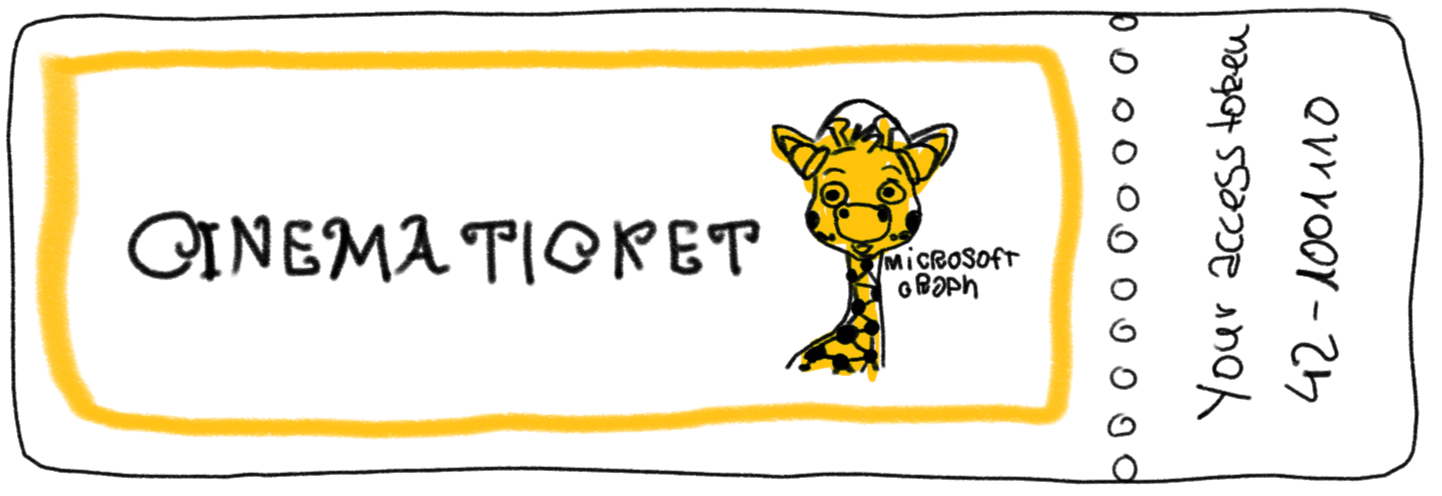 CINEMA TICKET
MicROSOfT
GRaph
Your access token
42-1001110